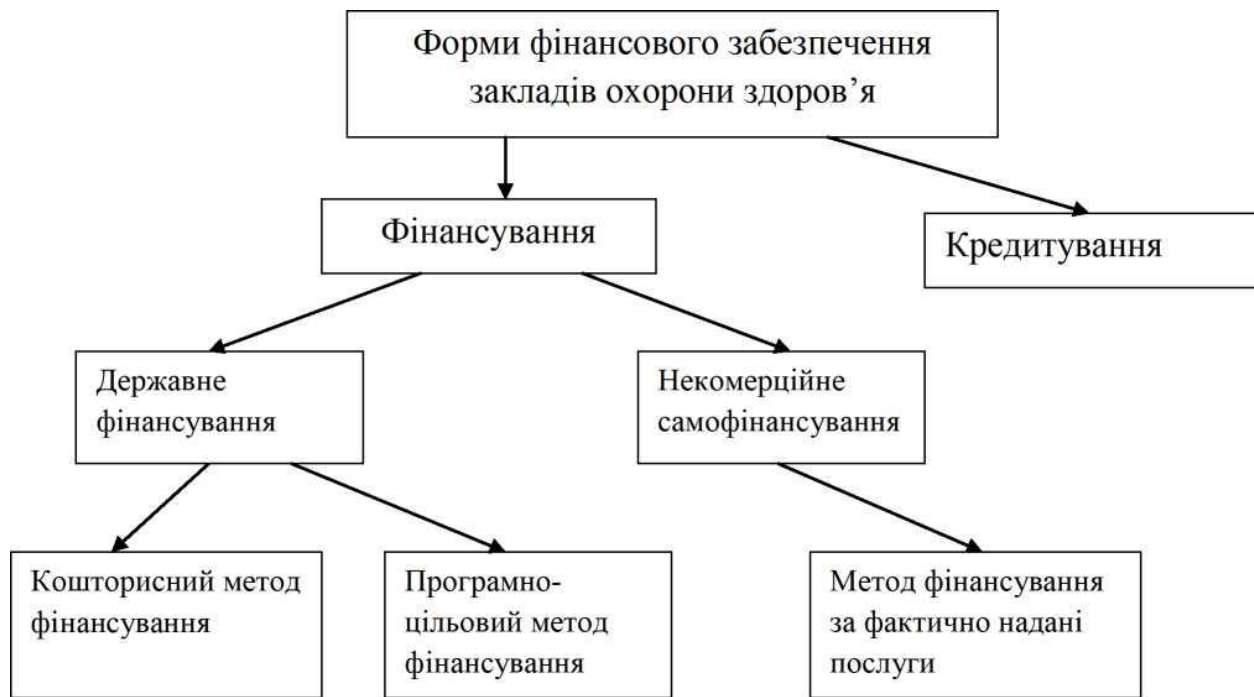 Форми фінансового забезпечення
закладів охорони здоров’я
Фінансування
Кредитування
Державне
фінансування
Некомерційне
самофінансування
Кошторисний метод
фінансування
Програмно-
цільовий метод
фінансування
Метод фінансування
за фактично надані
послуги